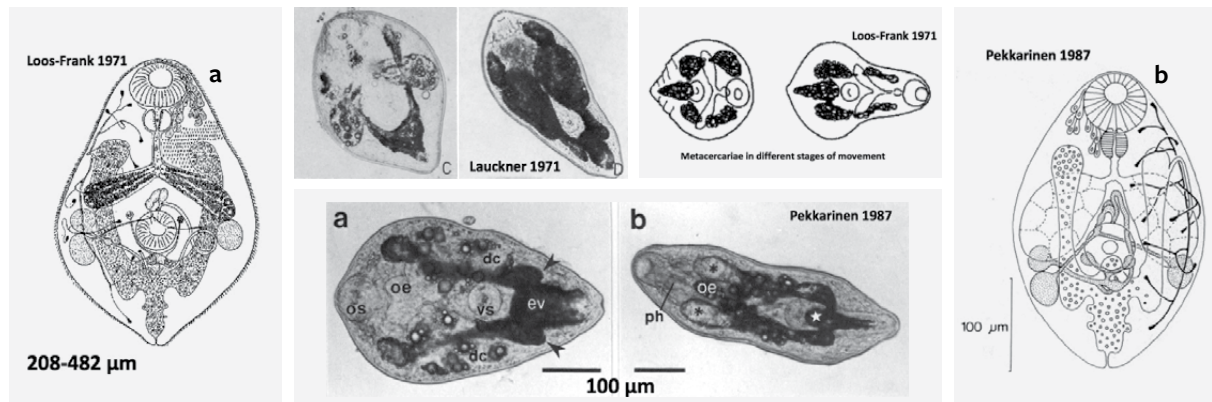 Loos-Frank 1971
a
208-482 µm
C
Lauckner 1971
D
Loos-Frank 1971
Metacercariae in different stages of movement
a
dc
oe
os
vs
ev
dc
b
Pekkarinen 1987
*
oe
ph
*
100 µm
Pekkarinen 1987
b
100 µm